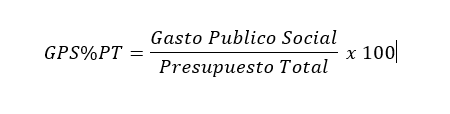 GPS%PT = Gasto Publico Social / Presupuesto Total x 100